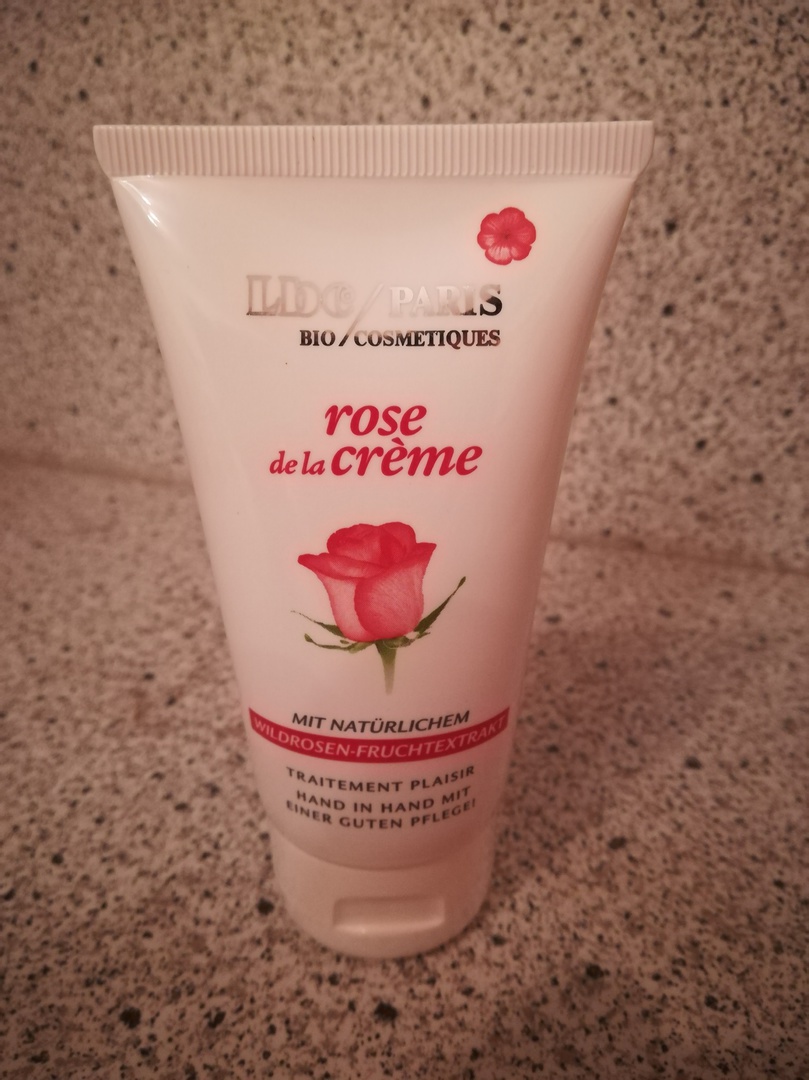 LDC / PARIS
BIO / COSMETIQUES
rose
de la crème
MIT NATÜRLICHEM
WILDROSEN-FRUCHTEXTRAKT
TRAITEMENT PLAISIR
HAND IN HAND MIT
EINER GUTEN PFLEGE!